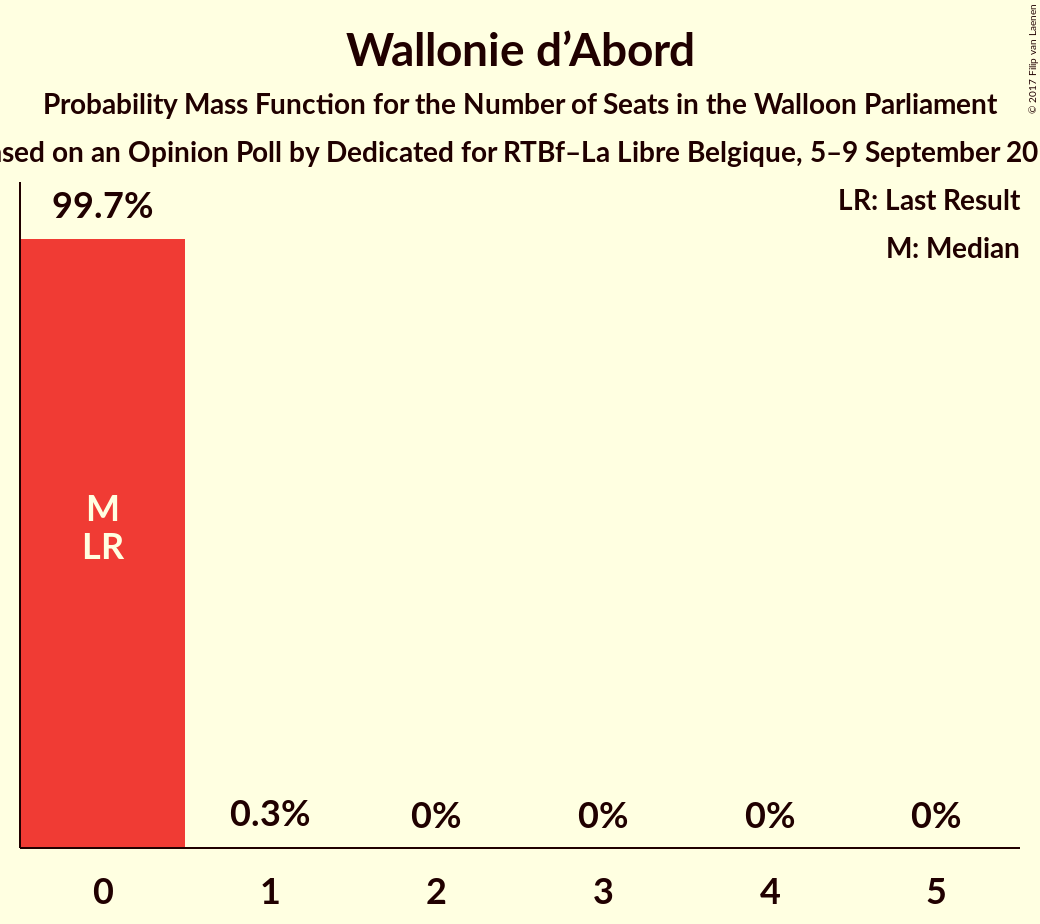 Wallonie d’Abord
Probability Mass Function for the Number of Seats in the Walloon Parliament
on an Opinion Poll by Dedicated for RTBf–La Libre Belgique, 5–9 September
© 2017 Filip van Laenen
LR: Last Result
M: Median
99.7%
M
LR
0.3%
0%
0%
0%
0%
0
1
2
3
4
5